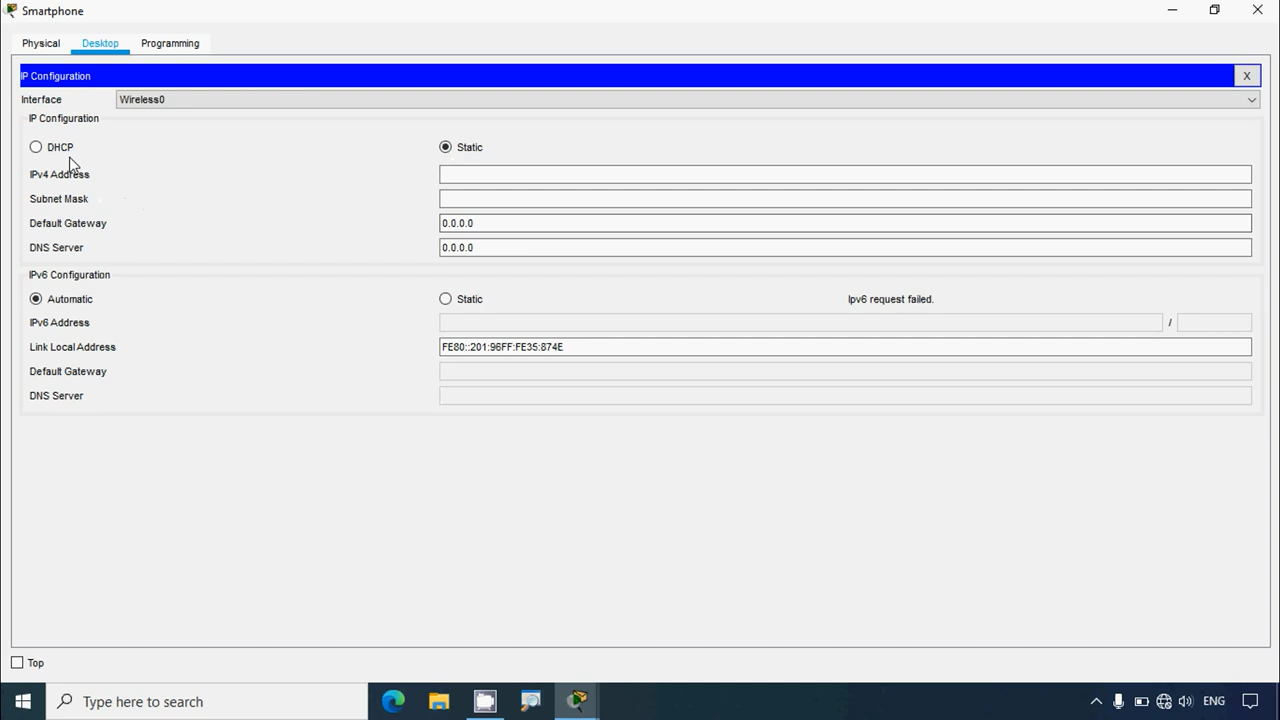 Smartphone
Physical Desktop Programming
IP Configuration X
Interface Wireless0
IP Configuration
DHCP Static
IPv4 Address
Subnet Mask
Default Gateway 0.0.0.0
DNS Server 0.0.0.0
IPv6 Configuration
Automatic Static Ipv6 request failed.
IPv6 Address /
Link Local Address FE80::201:96FF:FE35:874E
Default Gateway
DNS Server
Top
Type here to search ENG